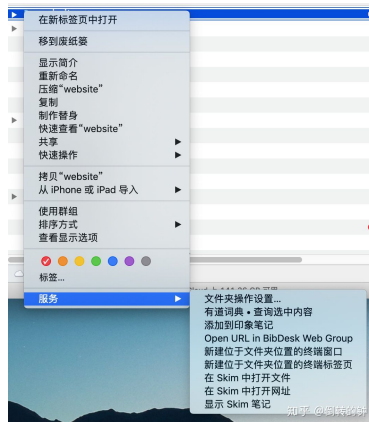 在新标签页中打开
移到废纸篓
显示简介
重新命名
压缩“website”
复制
制作替身
快速查看“website”
共享
快速操作
拷贝“website”
从 iPhone 或 iPad 导入
使用群组
排序方式
查看显示选项
标签...
服务
文件夹操作设置...
有道词典 • 查询选中内容
添加到印象笔记
Open URL in BibDesk Web Group
新建位于文件夹位置的终端窗口
新建位于文件夹位置的终端标签页
在 Skim 中打开文件
在 Skim 中打开网址
显示 Skim 笔记
知乎 @倒转的钟